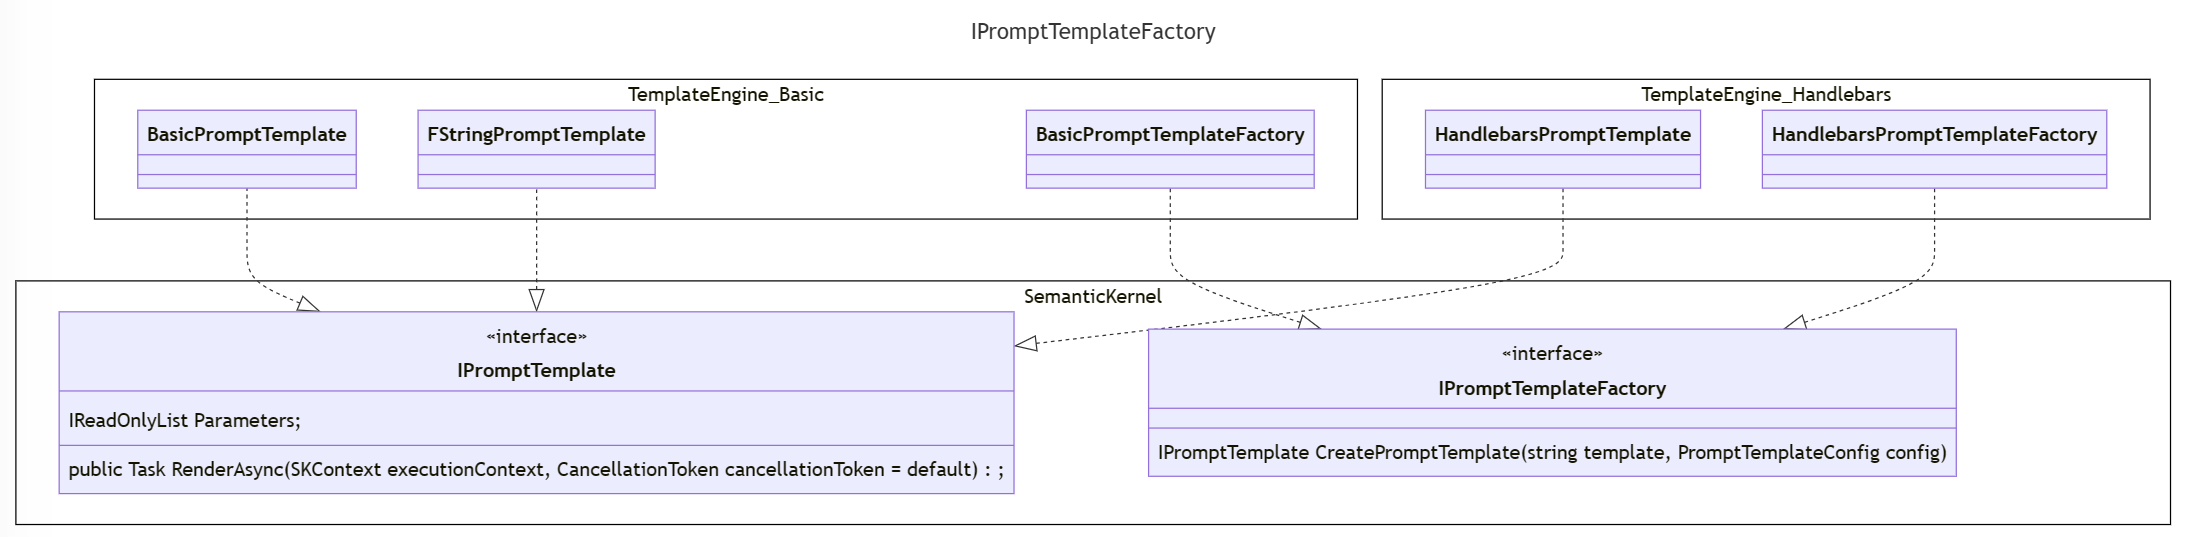 IPromptTemplateFactory
TemplateEngine_Basic
BasicPromptTemplate
FStringPromptTemplate
BasicPromptTemplateFactory
TemplateEngine_Handlebars
HandlebarsPromptTemplate
HandlebarsPromptTemplateFactory
SemanticKernel
«interface»
IPromptTemplate
IReadOnlyList Parameters;
public Task RenderAsync(SKContext executionContext, CancellationToken cancellationToken = default) : ;
«interface»
IPromptTemplateFactory
IPromptTemplate CreatePromptTemplate(string template, PromptTemplateConfig config)